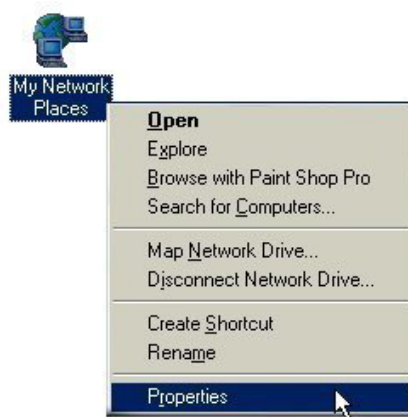 My Network
Places
Open
Explore
Browse with Paint Shop Pro
Search for Computers...
Map Network Drive...
Disconnect Network Drive...
Create Shortcut
Rename
Properties